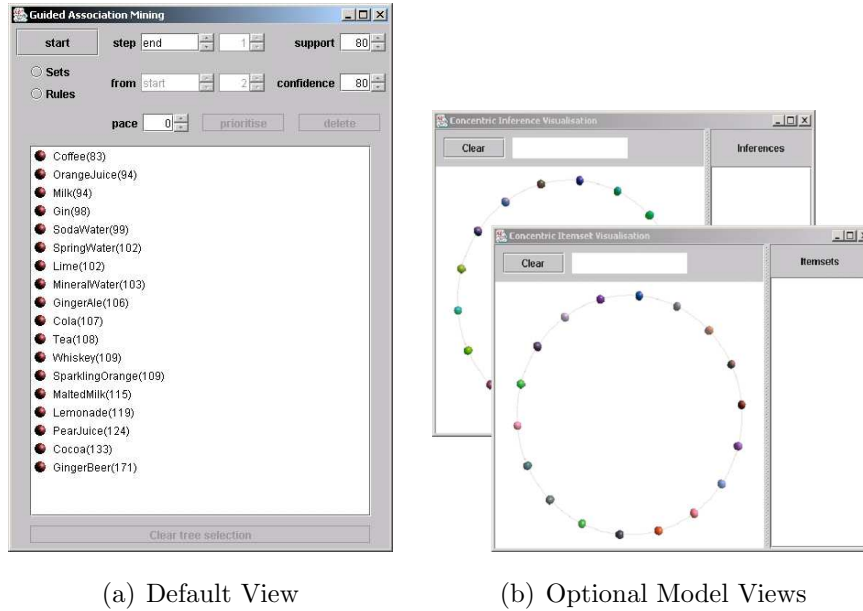 Guided Association Mining
start step end 1 support 80
Sets
Rules
from start 2 confidence 80
pace 0 prioritise delete
Coffee(83)
OrangeJuice(94)
Milk(94)
Gin(98)
SodaWater(99)
SpringWater(102)
Lime(102)
MineralWater(103)
GingerAle(106)
Cola(107)
Tea(108)
Whiskey(109)
SparklingOrange(109)
MaltedMilk(115)
Lemonade(119)
PearJuice(124)
Cocoa(133)
GingerBeer(171)
Clear tree selection
Concentric Inference Visualisation
Clear Inferences
Concentric Itemset Visualisation
Clear Itemsets
(a) Default View
(b) Optional Model Views